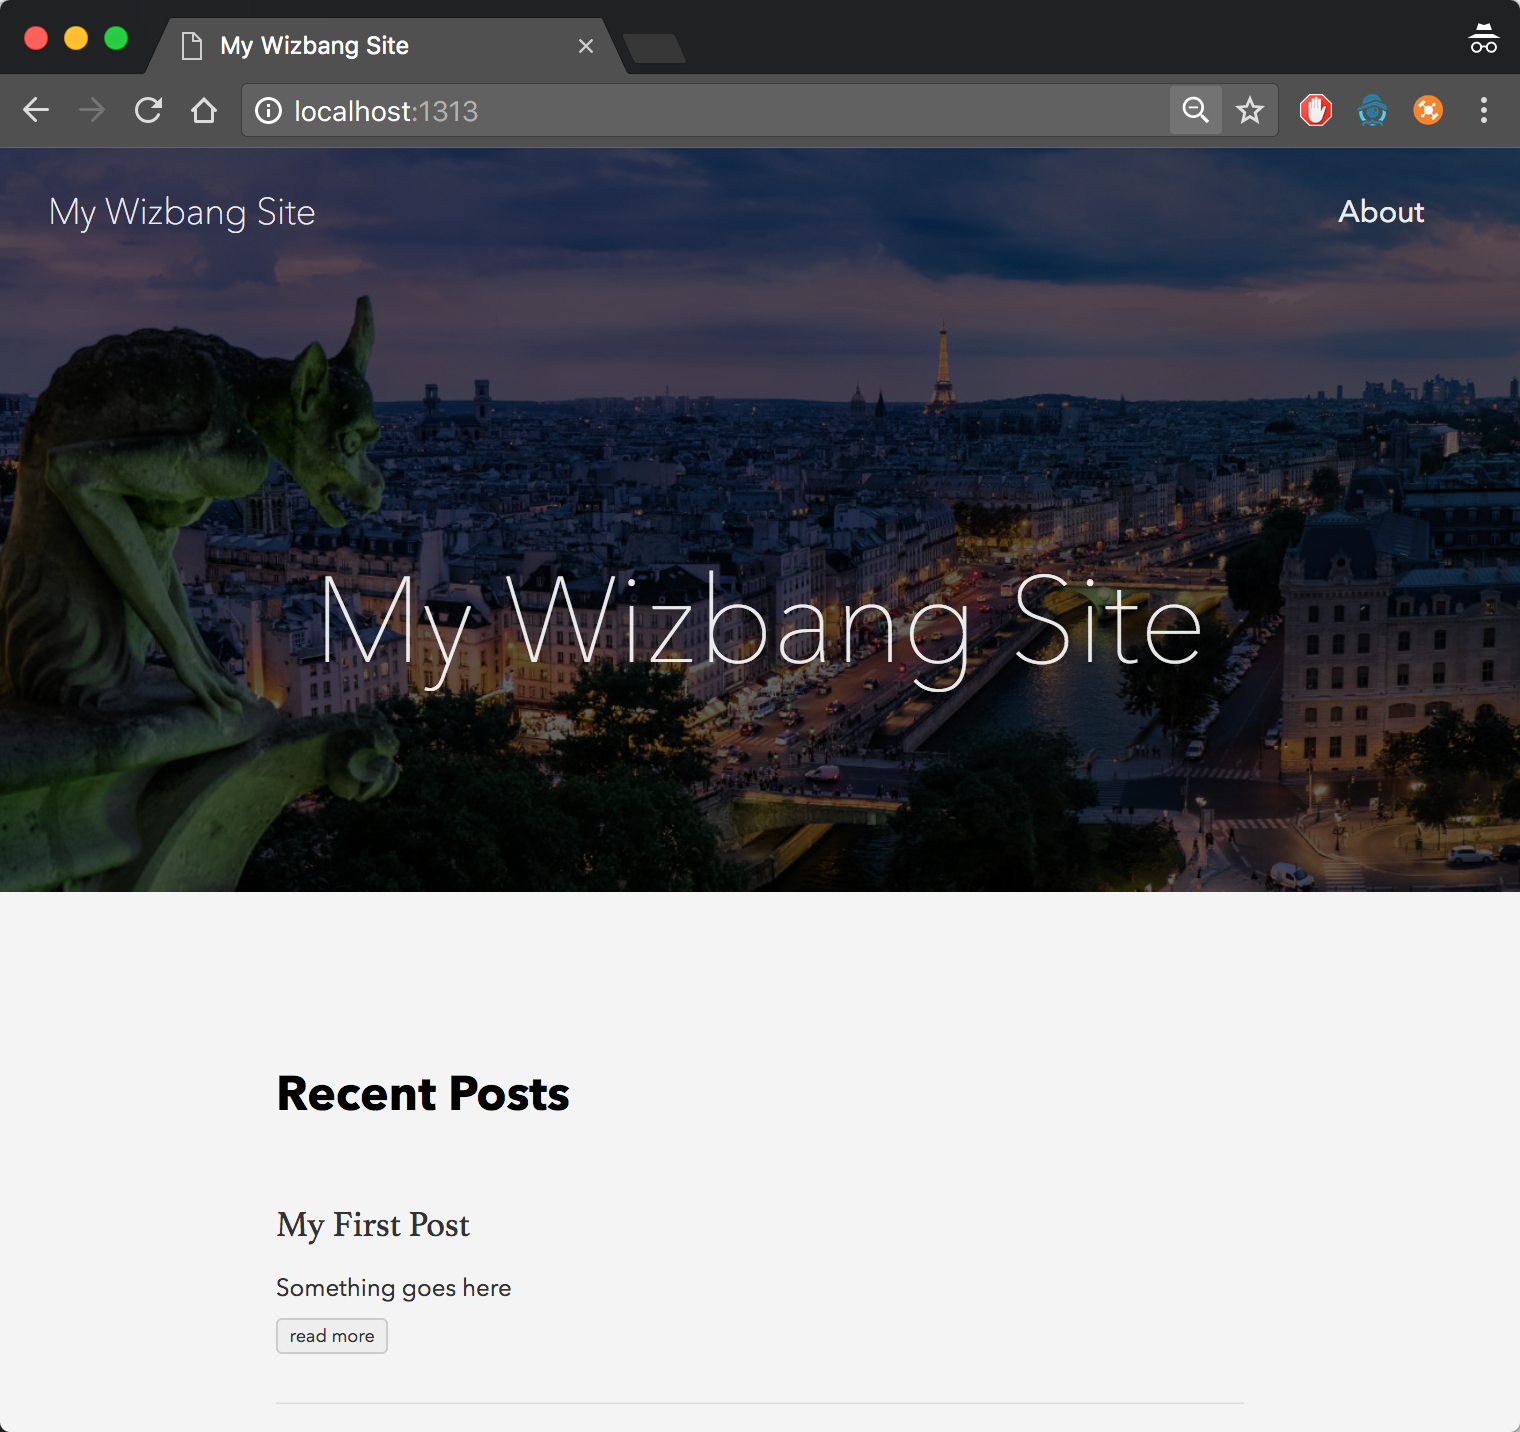 My Wizbang Site
localhost:1313
My Wizbang Site
About
My Wizbang Site
Recent Posts
My First Post
Something goes here
read more